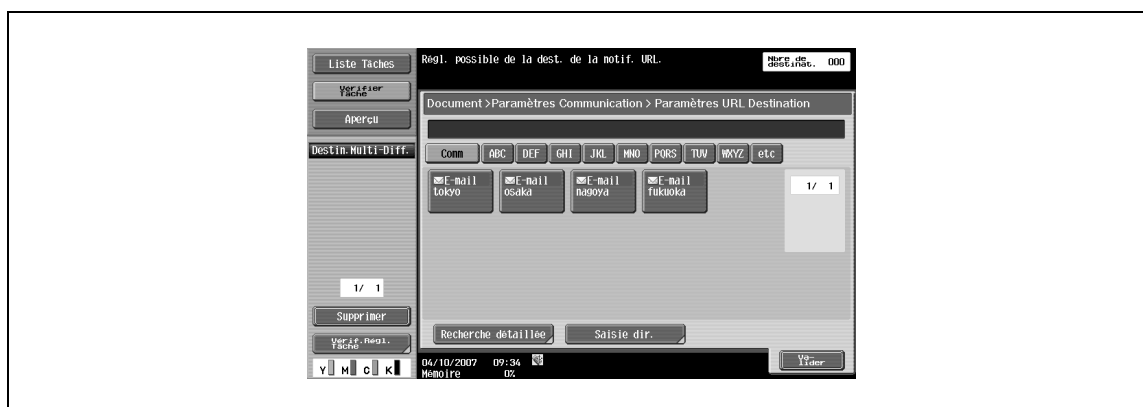 Liste Tâches
Vérifier
Tâche
Aperçu
Destin.Multi-Diff.
1/ 1
Supprimer
Vérif.Régl.
Tâche
Y M C K
Régl. possible de la dest. de la notif. URL.
Nbre de
destinat. 000
Document >Paramètres Communication > Paramètres URL Destination
Comm ABC DEF GHI JKL MNO PQRS TUV WXYZ etc
E-mail
tokyo
E-mail
osaka
E-mail
nagoya
E-mail
fukuoka
1/ 1
Recherche détaillée
Saisie dir.
04/10/2007 09:34
Mémoire 0%
Va-
lider